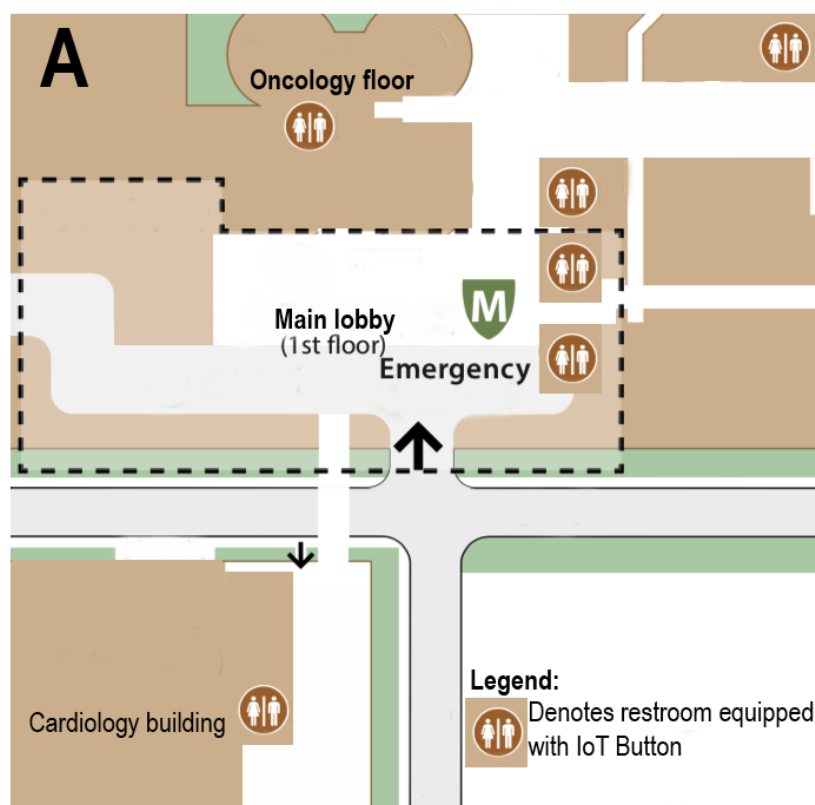 A
Oncology floor
M
Main lobby
(1st floor)
Emergency
Cardiology building
Legend:
Denotes restroom equipped
with IoT Button